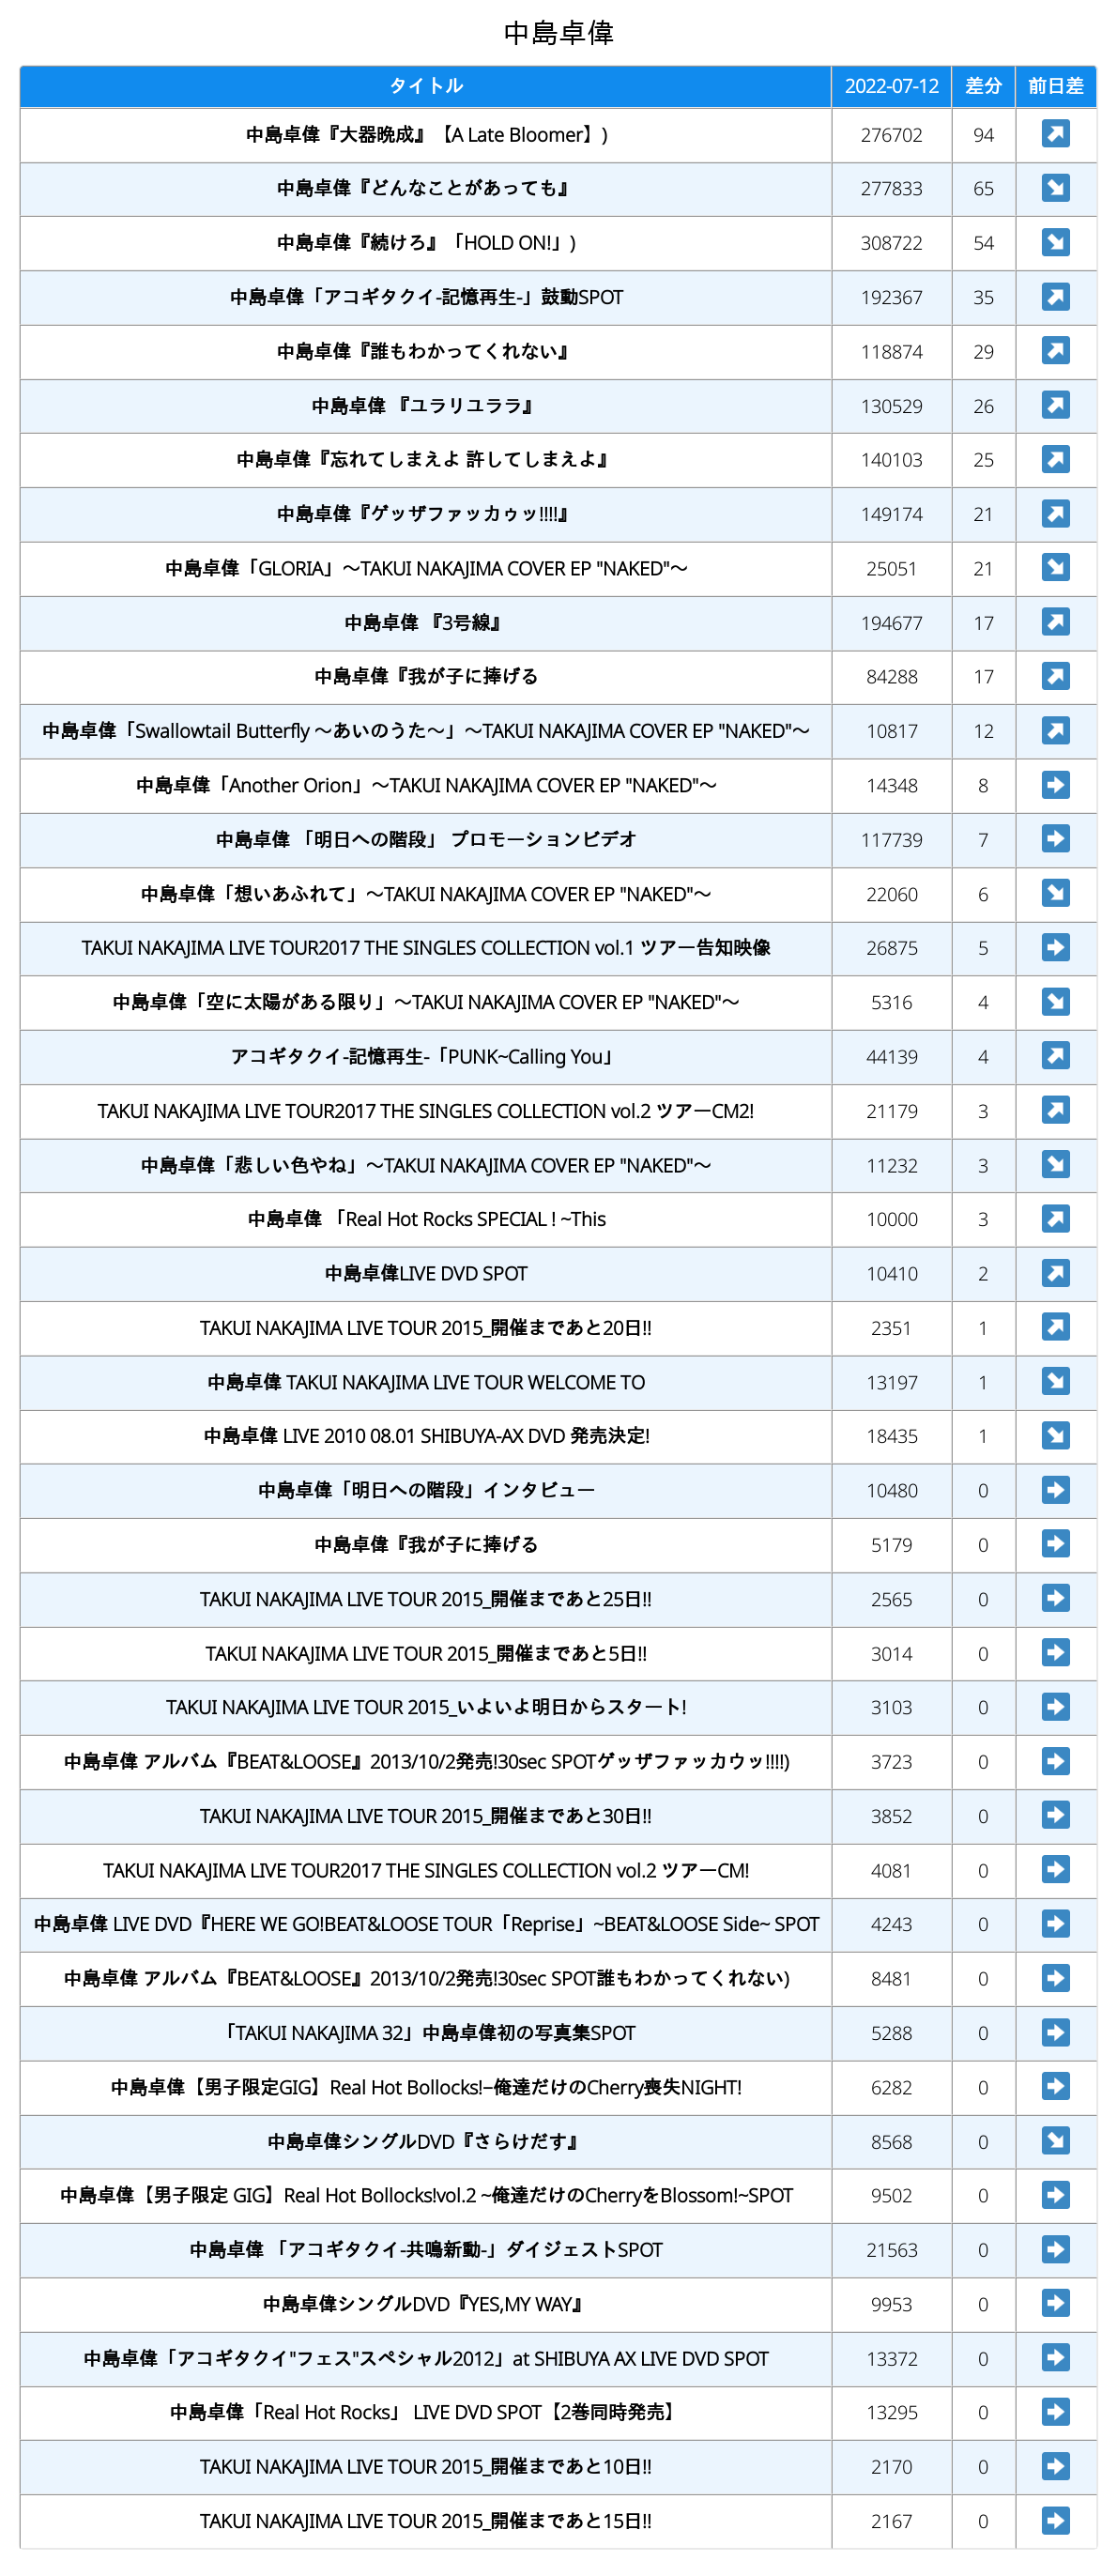 中島卓偉
タイトル 2022-07-12 差分 前日差
中島卓偉『大器晩成』【A Late Bloomer】) 276702 94 ↗
中島卓偉『どんなことがあっても』 277833 65 ↘
中島卓偉『続けろ』「HOLD ON!」) 308722 54 ↘
中島卓偉「アコギタクイ-記憶再生-」鼓動SPOT 192367 35 ↗
中島卓偉『誰もわかってくれない』 118874 29 ↗
中島卓偉 『ユラリユララ』 130529 26 ↗
中島卓偉『忘れてしまえよ 許してしまえよ』 140103 25 ↗
中島卓偉『ゲッザファッカゥッ!!!!』 149174 21 ↗
中島卓偉「GLORIA」〜TAKUI NAKAJIMA COVER EP "NAKED"〜 25051 21 ↘
中島卓偉 『3号線』 194677 17 ↗
中島卓偉『我が子に捧げる 84288 17 ↗
中島卓偉「Swallowtail Butterfly 〜あいのうた〜」〜TAKUI NAKAJIMA COVER EP "NAKED"〜 10817 12 ↗
中島卓偉「Another Orion」〜TAKUI NAKAJIMA COVER EP "NAKED"〜 14348 8 ➡
中島卓偉 「明日への階段」 プロモーションビデオ 117739 7 ➡
中島卓偉「想いあふれて」〜TAKUI NAKAJIMA COVER EP "NAKED"〜 22060 6 ↘
TAKUI NAKAJIMA LIVE TOUR2017 THE SINGLES COLLECTION vol.1 ツアー告知映像 26875 5 ➡
中島卓偉「空に太陽がある限り」〜TAKUI NAKAJIMA COVER EP "NAKED"〜 5316 4 ↘
アコギタクイ-記憶再生-「PUNK~Calling You」 44139 4 ↗
TAKUI NAKAJIMA LIVE TOUR2017 THE SINGLES COLLECTION vol.2 ツアーCM2! 21179 3 ↗
中島卓偉「悲しい色やね」〜TAKUI NAKAJIMA COVER EP "NAKED"〜 11232 3 ↘
中島卓偉 「Real Hot Rocks SPECIAL ! ~This 10000 3 ↗
中島卓偉LIVE DVD SPOT 10410 2 ↗
TAKUI NAKAJIMA LIVE TOUR 2015_開催まであと20日!! 2351 1 ↗
中島卓偉 TAKUI NAKAJIMA LIVE TOUR WELCOME TO 13197 1 ↘
中島卓偉 LIVE 2010 08.01 SHIBUYA-AX DVD 発売決定! 18435 1 ↘
中島卓偉「明日への階段」インタビュー 10480 0 ➡
中島卓偉『我が子に捧げる 5179 0 ➡
TAKUI NAKAJIMA LIVE TOUR 2015_開催まであと25日!! 2565 0 ➡
TAKUI NAKAJIMA LIVE TOUR 2015_開催まであと5日!! 3014 0 ➡
TAKUI NAKAJIMA LIVE TOUR 2015_いよいよ明日からスタート! 3103 0 ➡
中島卓偉 アルバム『BEAT&LOOSE』2013/10/2発売!30sec SPOTゲッザファッカウッ!!!!) 3723 0 ➡
TAKUI NAKAJIMA LIVE TOUR 2015_開催まであと30日!! 3852 0 ➡
TAKUI NAKAJIMA LIVE TOUR2017 THE SINGLES COLLECTION vol.2 ツアーCM! 4081 0 ➡
中島卓偉 LIVE DVD『HERE WE GO!BEAT&LOOSE TOUR「Reprise」~BEAT&LOOSE Side~ SPOT 4243 0 ➡
中島卓偉 アルバム『BEAT&LOOSE』2013/10/2発売!30sec SPOT誰もわかってくれない) 8481 0 ➡
「TAKUI NAKAJIMA 32」中島卓偉初の写真集SPOT 5288 0 ➡
中島卓偉【男子限定GIG】Real Hot Bollocks!−俺達だけのCherry喪失NIGHT! 6282 0 ➡
中島卓偉シングルDVD『さらけだす』 8568 0 ↘
中島卓偉【男子限定 GIG】Real Hot Bollocks!vol.2 ~俺達だけのCherryをBlossom!~SPOT 9502 0 ➡
中島卓偉 「アコギタクイ-共鳴新動-」ダイジェストSPOT 21563 0 ➡
中島卓偉シングルDVD『YES,MY WAY』 9953 0 ➡
中島卓偉「アコギタクイ"フェス"スペシャル2012」at SHIBUYA AX LIVE DVD SPOT 13372 0 ➡
中島卓偉「Real Hot Rocks」 LIVE DVD SPOT【2巻同時発売】 13295 0 ➡
TAKUI NAKAJIMA LIVE TOUR 2015_開催まであと10日!! 2170 0 ➡
TAKUI NAKAJIMA LIVE TOUR 2015_開催まであと15日!! 2167 0 ➡